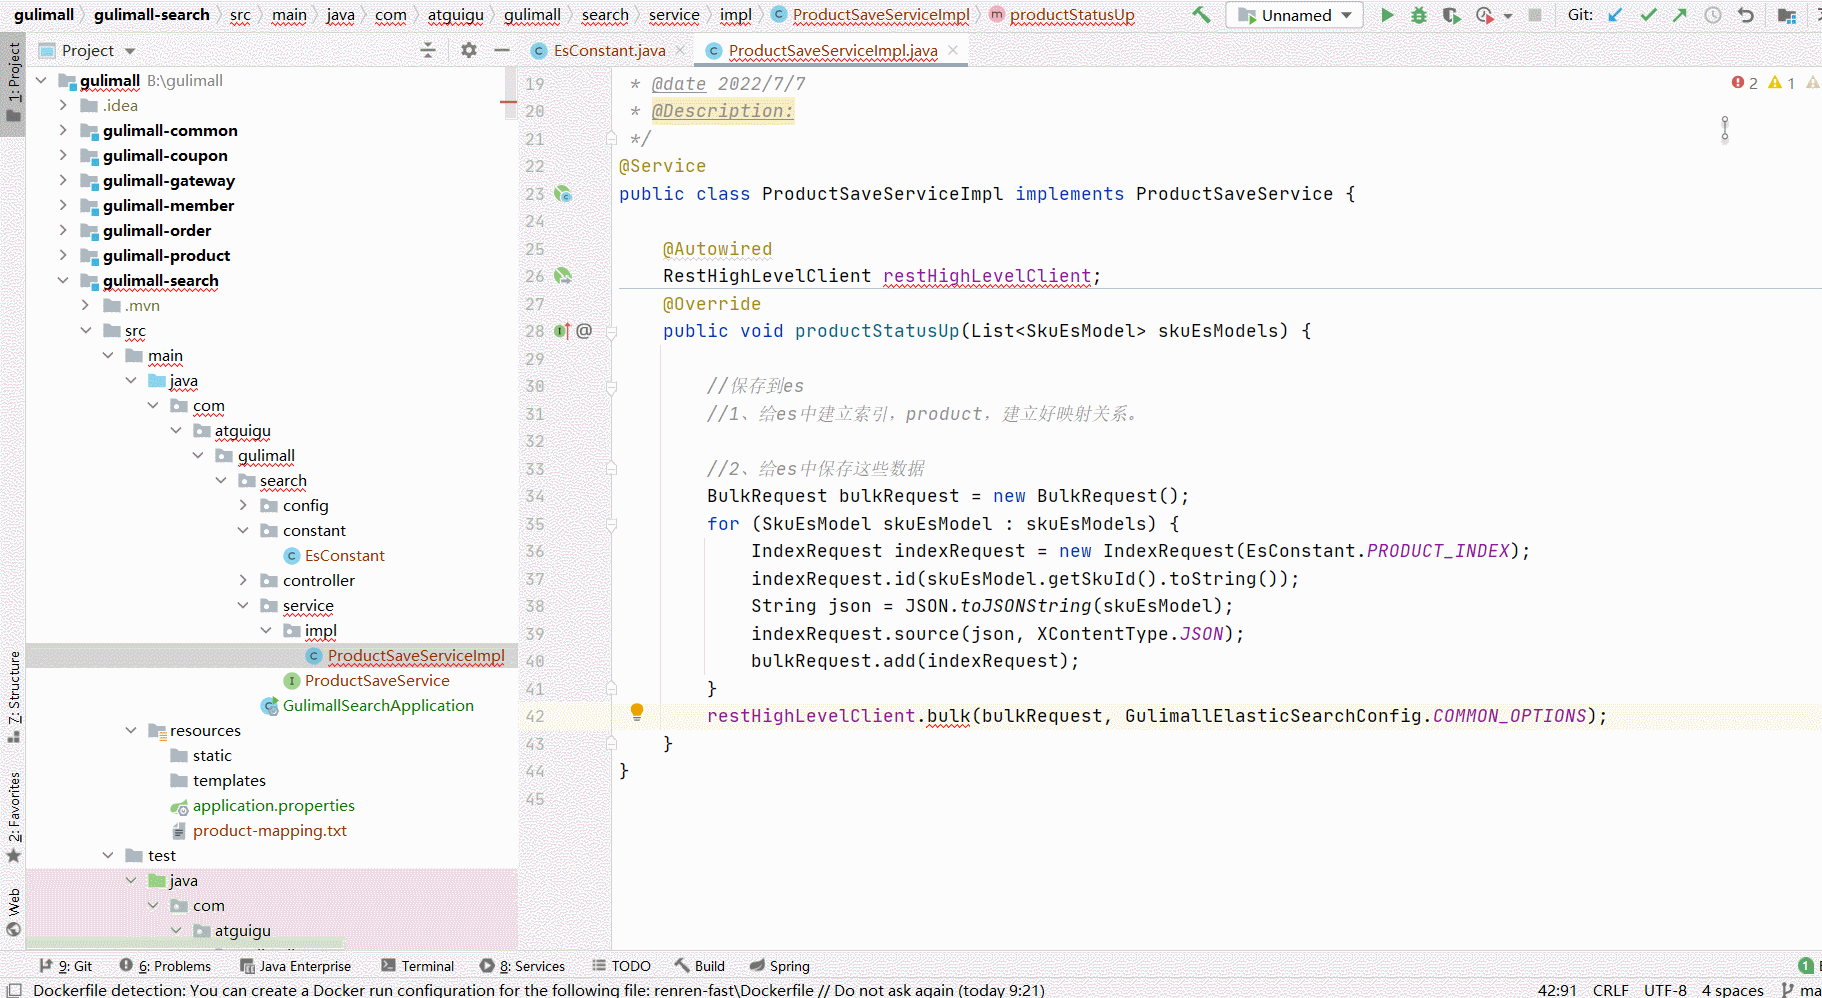 gulimall gulimall-search src main java com atguigu gulimall search service impl ProductSaveServiceImpl productStatusUp Unnamed Git:
1: Project
Project
EsConstant.java
ProductSaveServiceImpl.java
gulimall B:\gulimall
.idea
gulimall-common
gulimall-coupon
gulimall-gateway
gulimall-member
gulimall-order
gulimall-product
gulimall-search
.mvn
src
main
java
com
atguigu
gulimall
search
config
constant
EsConstant
controller
service
impl
ProductSaveServiceImpl
ProductSaveService
GulimallSearchApplication
resources
static
templates
application.properties
product-mapping.txt
test
java
com
atguigu
7: Structure
2: Favorites
Web
2 1
19 * @date 2022/7/7
20 * @Description:
21 */
22 @Service
23 public class ProductSaveServiceImpl implements ProductSaveService {
24
25 @Autowired
26 RestHighLevelClient restHighLevelClient;
27 @Override
28 @ public void productStatusUp(List<SkuEsModel> skuEsModels) {
29
30 //保存到es
31 //1、给es中建立索引，product，建立好映射关系。
32
33 //2、给es中保存这些数据
34 BulkRequest bulkRequest = new BulkRequest();
35 for (SkuEsModel skuEsModel : skuEsModels) {
36 IndexRequest indexRequest = new IndexRequest(EsConstant.PRODUCT_INDEX);
37 indexRequest.id(skuEsModel.getSkuId().toString());
38 String json = JSON.toJSONString(skuEsModel);
39 indexRequest.source(json, XContentType.JSON);
40 bulkRequest.add(indexRequest);
41 }
42 restHighLevelClient.bulk(bulkRequest, GulimallElasticSearchConfig.COMMON_OPTIONS);
43 }
44 }
45
9: Git 6: Problems Java Enterprise Terminal 8: Services TODO Build Spring 1
Dockerfile detection: You can create a Docker run configuration for the following file: renren-fast\Dockerfile // Do not ask again (today 9:21) 42:91 CRLF UTF-8 4 spaces